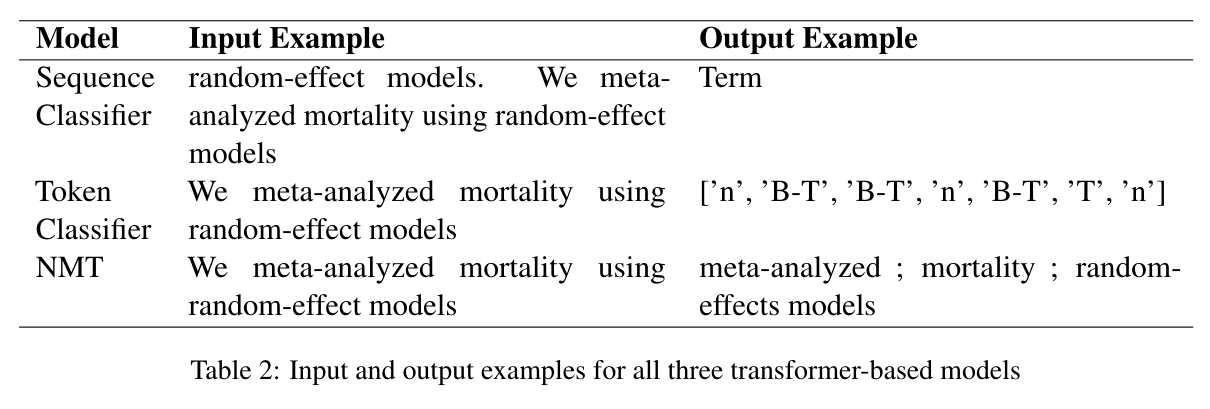 Model Input Example Output Example
Sequence random-effect models. We meta- Term
Classifier analyzed mortality using random-effect
models
Token We meta-analyzed mortality using [’n’, ’B-T’, ’B-T’, ’n’, ’B-T’, ’T’, ’n’]
Classifier random-effect models
NMT We meta-analyzed mortality using meta-analyzed ; mortality ; random-
random-effect models effects models
Table 2: Input and output examples for all three transformer-based models